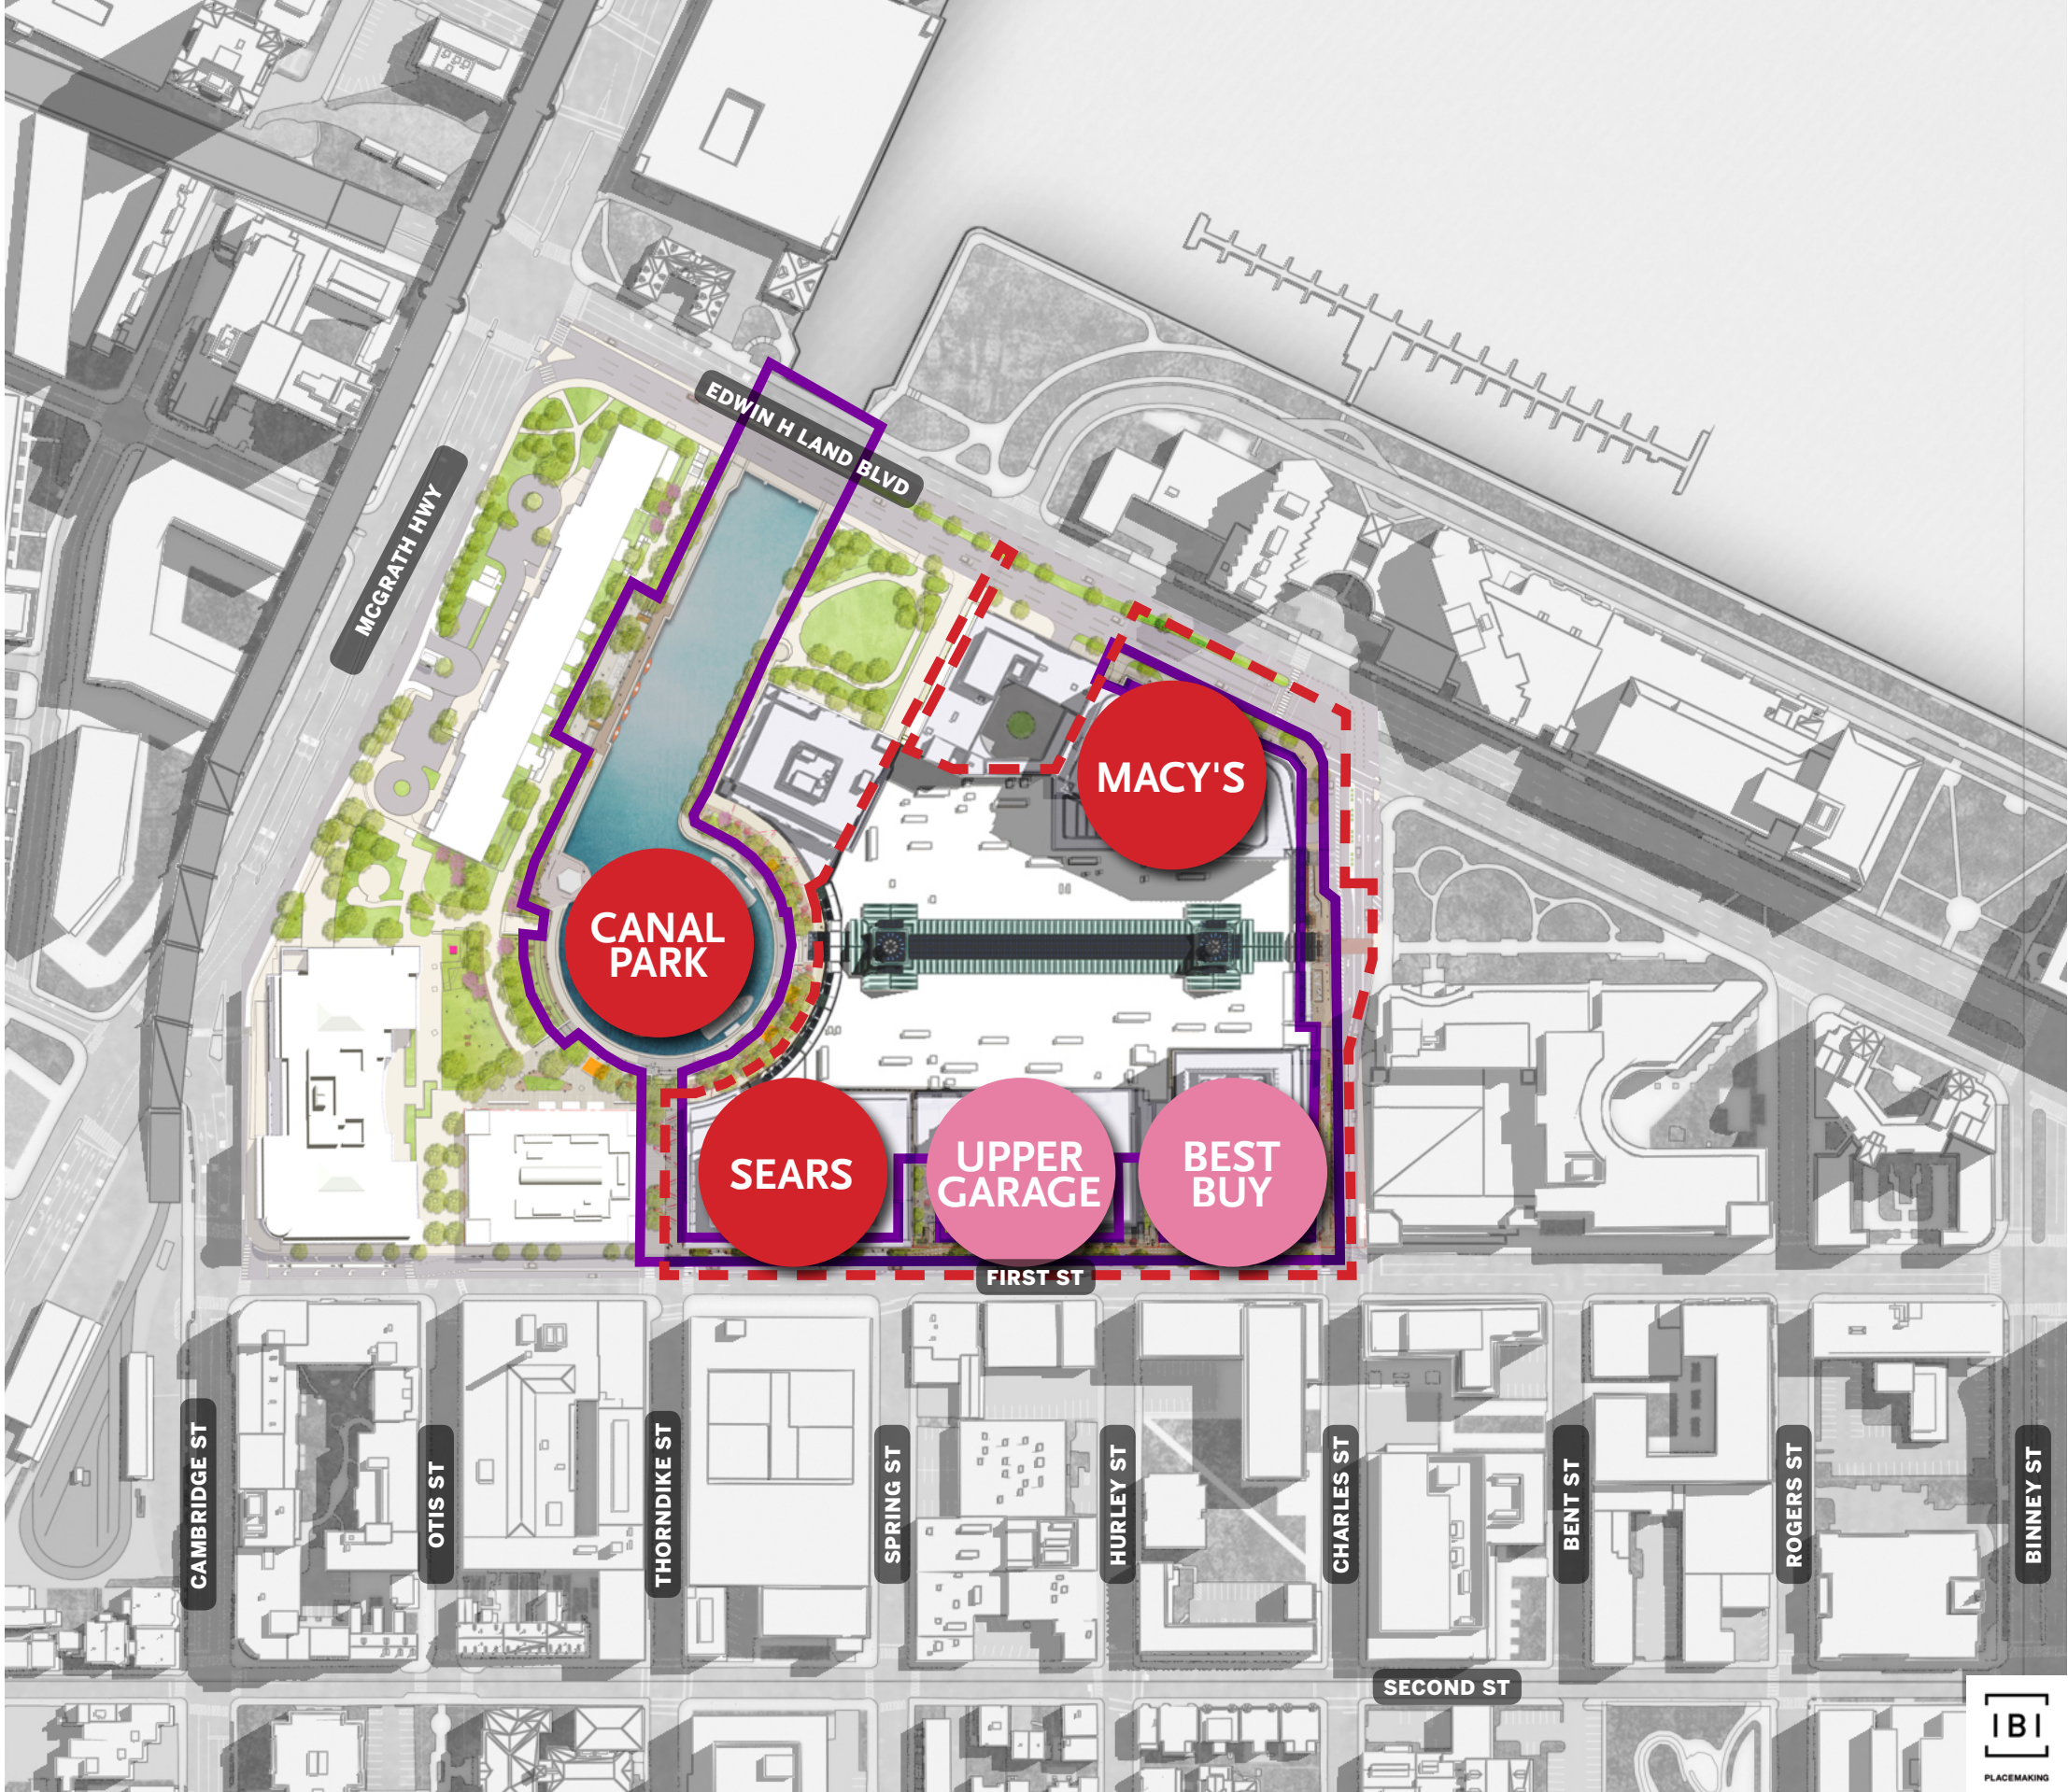 EDWIN H LAND BLVD
MCGRATH HWY
MACY'S
CANAL
PARK
SEARS
UPPER
GARAGE
BEST
BUY
FIRST ST
CAMBRIDGE ST
OTIS ST
THORNDIKE ST
SPRING ST
HURLEY ST
CHARLES ST
BENT ST
ROGERS ST
BINNEY ST
SECOND ST
IBI
PLACEMAKING